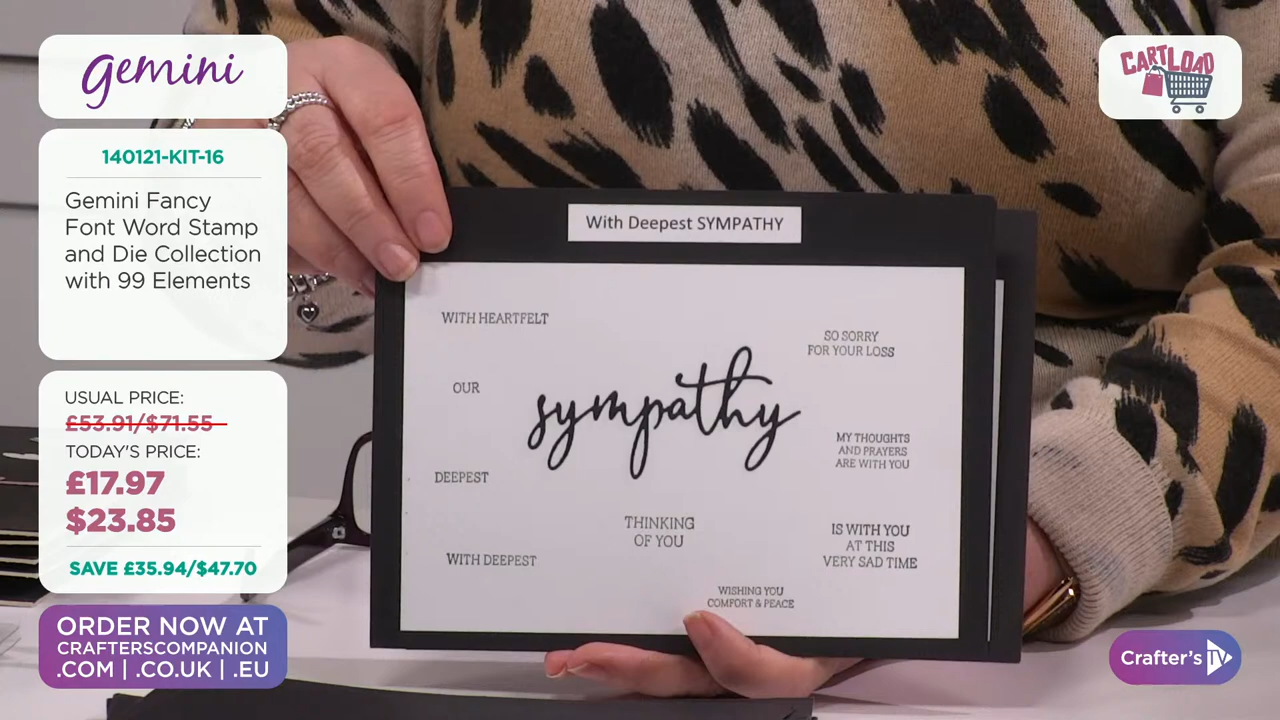 gemini
140121-KIT-16
Gemini Fancy
Font Word Stamp
and Die Collection
with 99 Elements
USUAL PRICE:
£53.91/$71.55
TODAY'S PRICE:
£17.97
$23.85
SAVE £35.94/$47.70
ORDER NOW AT
CRAFTERSCOMPANION
.COM | .CO.UK | .EU
With Deepest SYMPATHY
WITH HEARTFELT
OUR
DEEPEST
WITH DEEPEST
sympathy
THINKING
OF YOU
WISHING YOU
COMFORT & PEACE
SO SORRY
FOR YOUR LOSS
MY THOUGHTS
AND PRAYERS
ARE WITH YOU
IS WITH YOU
AT THIS
VERY SAD TIME
CARTLOAD
Crafter's TV